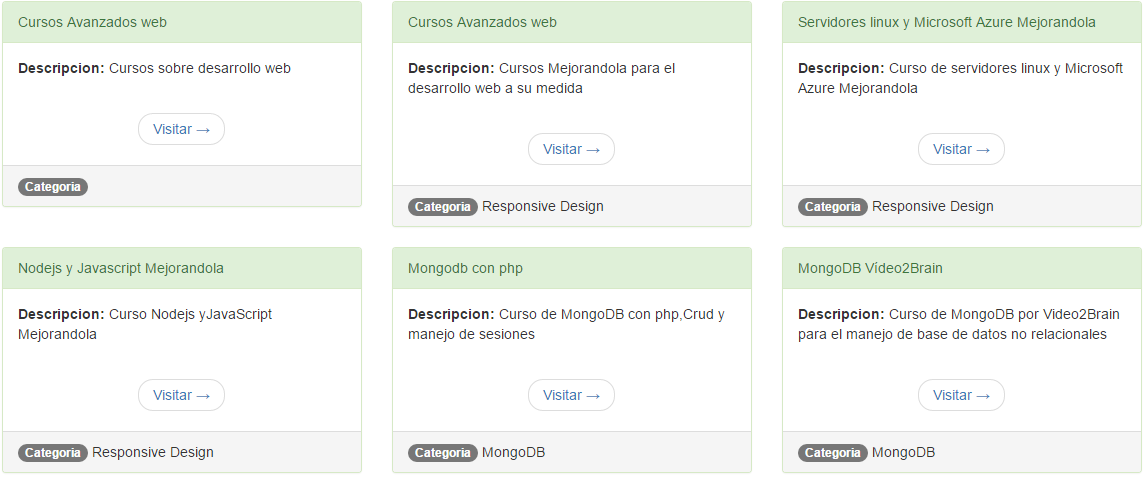 Cursos Avanzados web
Descripcion: Cursos sobre desarrollo web
Visitar →
Categoria
Cursos Avanzados web
Descripcion: Cursos Mejorandola para el
desarrollo web a su medida
Visitar →
Categoria Responsive Design
Servidores linux y Microsoft Azure Mejorandola
Descripcion: Curso de servidores linux y Microsoft
Azure Mejorandola
Visitar →
Categoria Responsive Design
Nodejs y Javascript Mejorandola
Descripcion: Curso Nodejs yJavaScript
Mejorandola
Visitar →
Categoria Responsive Design
Mongodb con php
Descripcion: Curso de MongoDB con php,Crud y
manejo de sesiones
Visitar →
Categoria MongoDB
MongoDB Vídeo2Brain
Descripcion: Curso de MongoDB por Video2Brain
para el manejo de base de datos no relacionales
Visitar →
Categoria MongoDB